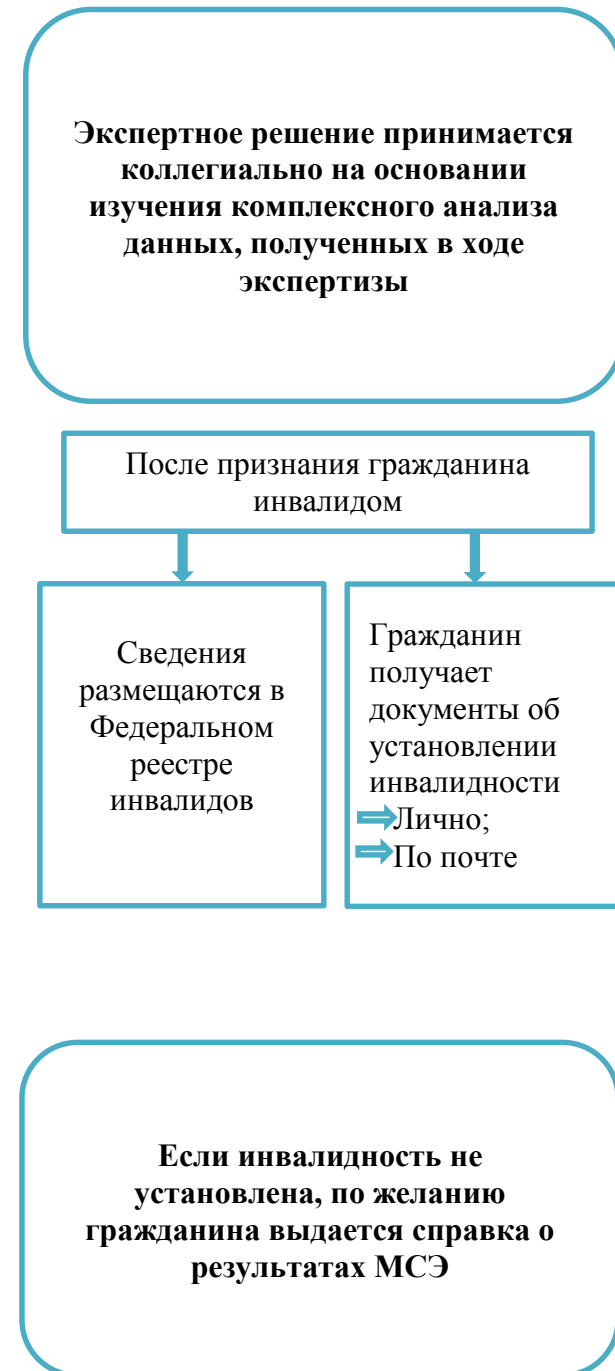 Экспертное решение принимается
коллегиально на основании
изучения комплексного анализа
данных, полученных в ходе
экспертизы
После признания гражданина
инвалидом
Сведения
размещаются в
Федеральном
реестре
инвалидов
Гражданин
получает
документы об
установлении
инвалидности
Лично;
По почте
Если инвалидность не
установлена, по желанию
гражданина выдается справка о
результатах МСЭ